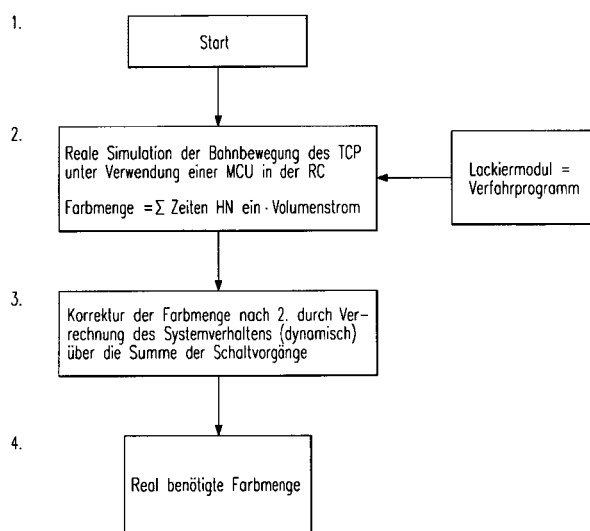 1.
Start
2.
Reale Simulation der Bahnbewegung des TCP
unter Verwendung einer MCU in der RC
Farbmenge = Σ Zeiten HN ein · Volumenstrom
Lackiermodul =
Verfahrprogramm
3.
Korrektur der Farbmenge nach 2. durch Ver-
rechnung des Systemverhaltens (dynamisch)
über die Summe der Schaltvorgänge
4.
Real benötigte Farbmenge